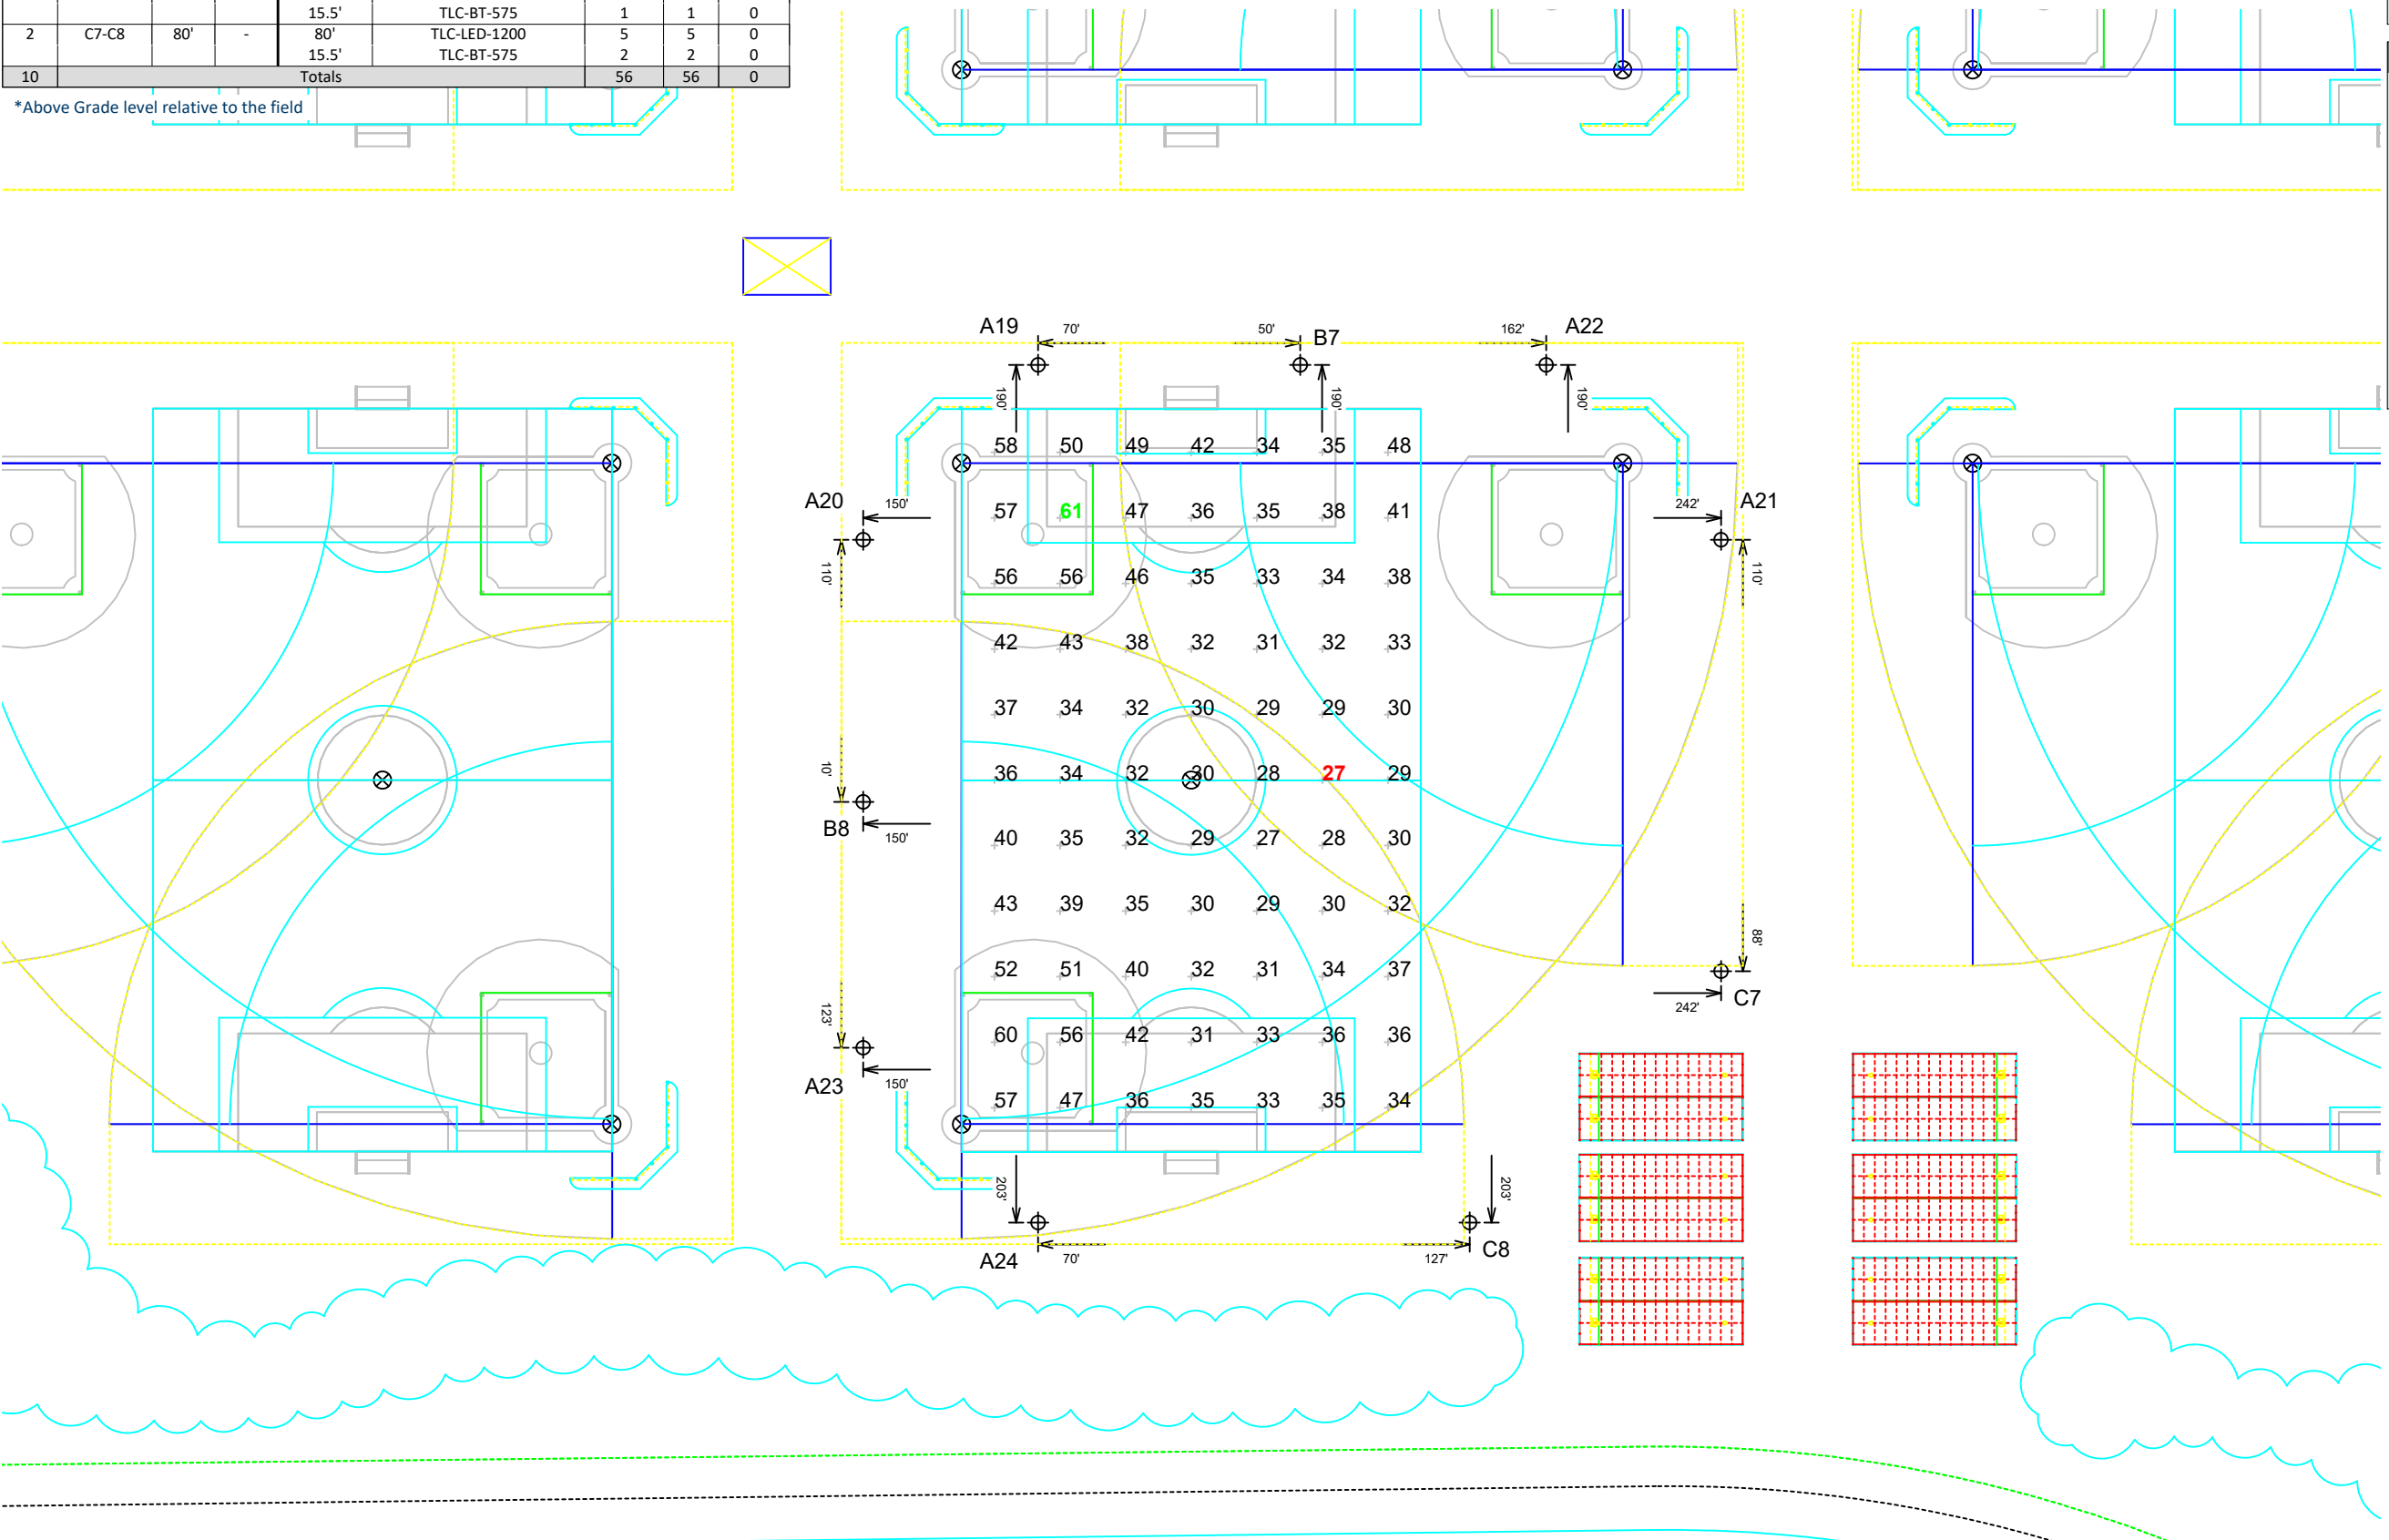 15.5' TLC-BT-575 1 1 0
2 C7-C8 80' - 80' TLC-LED-1200 5 5 0
15.5' TLC-BT-575 2 2 0
10 Totals 56 56 0
*Above Grade level relative to the field
A19 70' 50' B7 162' A22
190' 190' 190'
58 50 49 42 34 35 48
A20 150' 242' A21
57 61 47 36 35 38 41
110' 110'
56 56 46 35 33 34 38
42 43 38 32 31 32 33
37 34 32 30 29 29 30
10'
36 34 32 30 28 27 29
B8 150'
40 35 32 29 27 28 30
43 39 35 30 29 30 32
88'
52 51 40 32 31 34 37
242' C7
123'
60 56 42 31 33 36 36
A23 150'
57 47 36 35 33 35 34
203' 203'
A24 70' 127' C8